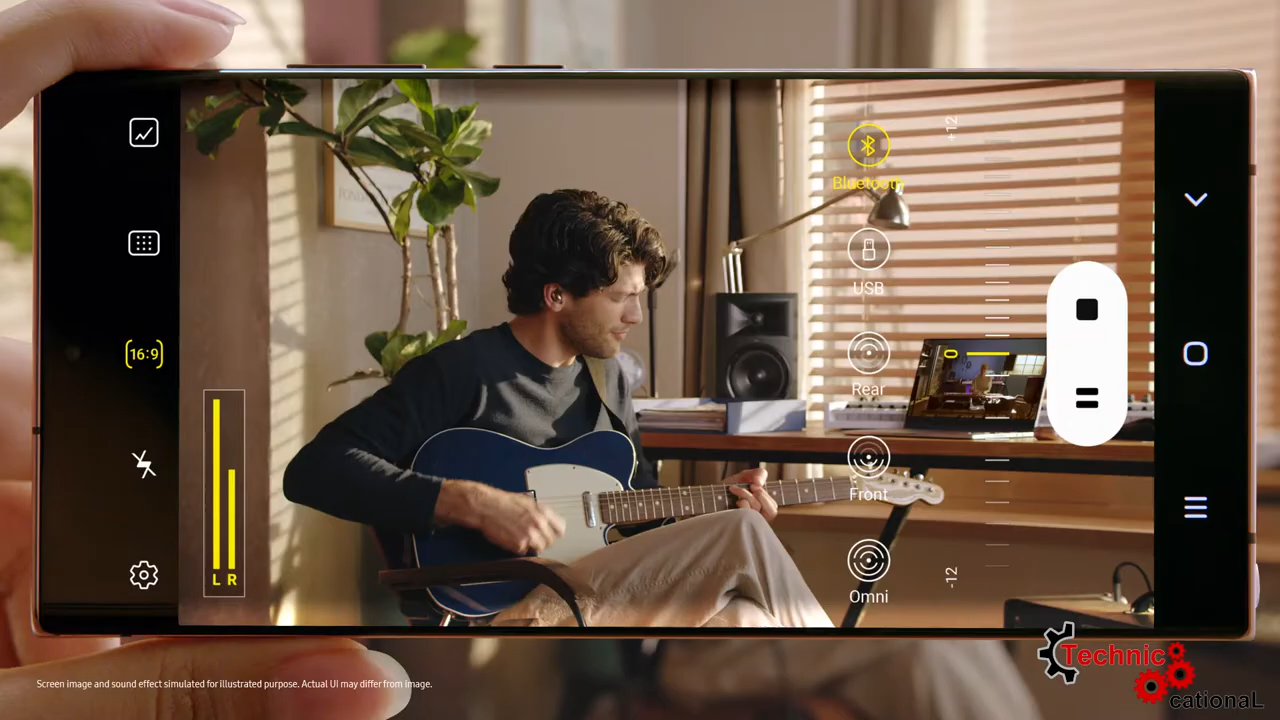 16:9
L R
Bluetooth
USB
Rear
Front
Omni
+12
0
-12
Screen image and sound effect simulated for illustrated purpose. Actual UI may differ from image.
Technic
cationaL